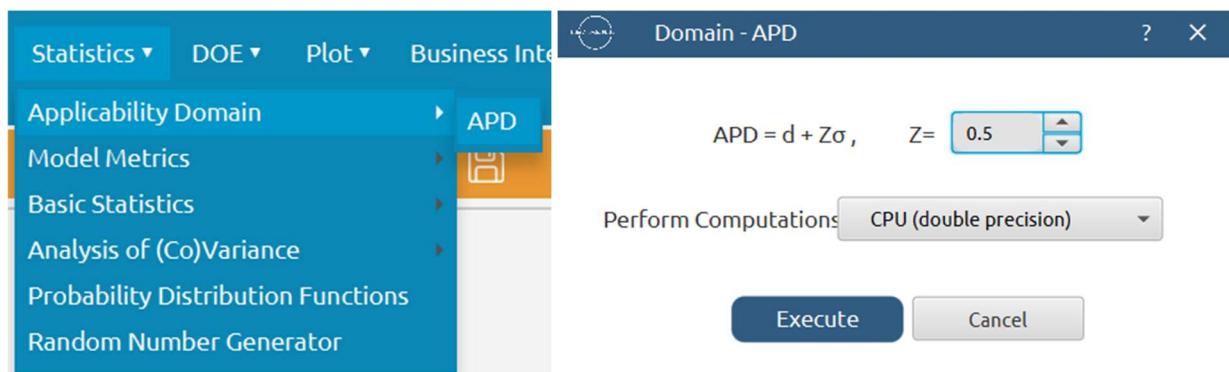 Statistics ▾ DOE ▾ Plot ▾ Business Inte
Applicability Domain
APD
Model Metrics
Basic Statistics
Analysis of (Co)Variance
Probability Distribution Functions
Random Number Generator
Domain - APD ? ×
APD = d + Zσ , Z= 0.5
Perform Computations CPU (double precision)
Execute Cancel